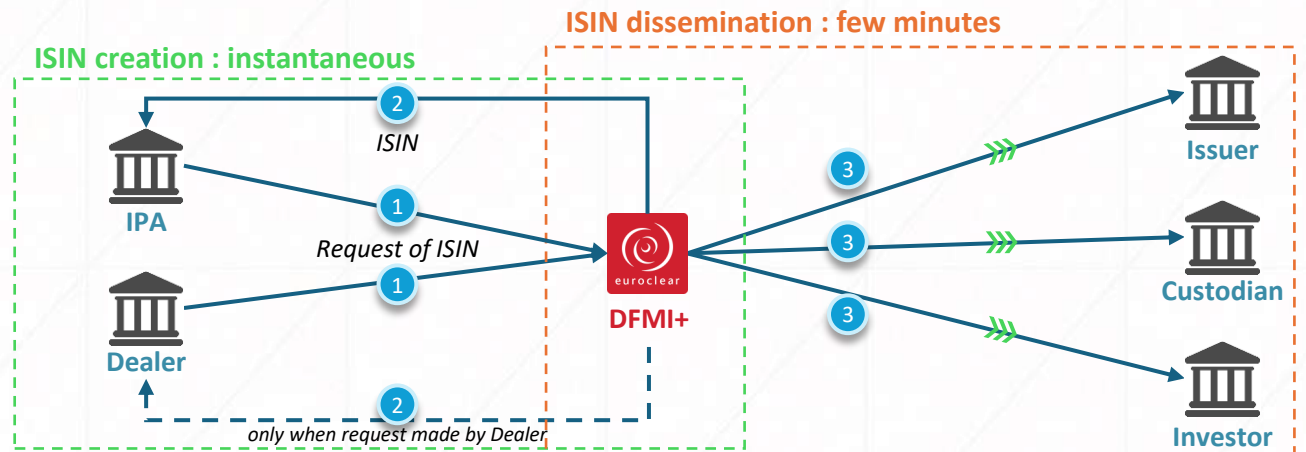 ISIN dissemination : few minutes
ISIN creation : instantaneous
2
ISIN
3
Issuer
IPA
1
Request of ISIN
3
1
euroclear
Custodian
DFMI+
3
Dealer
2
only when request made by Dealer
Investor